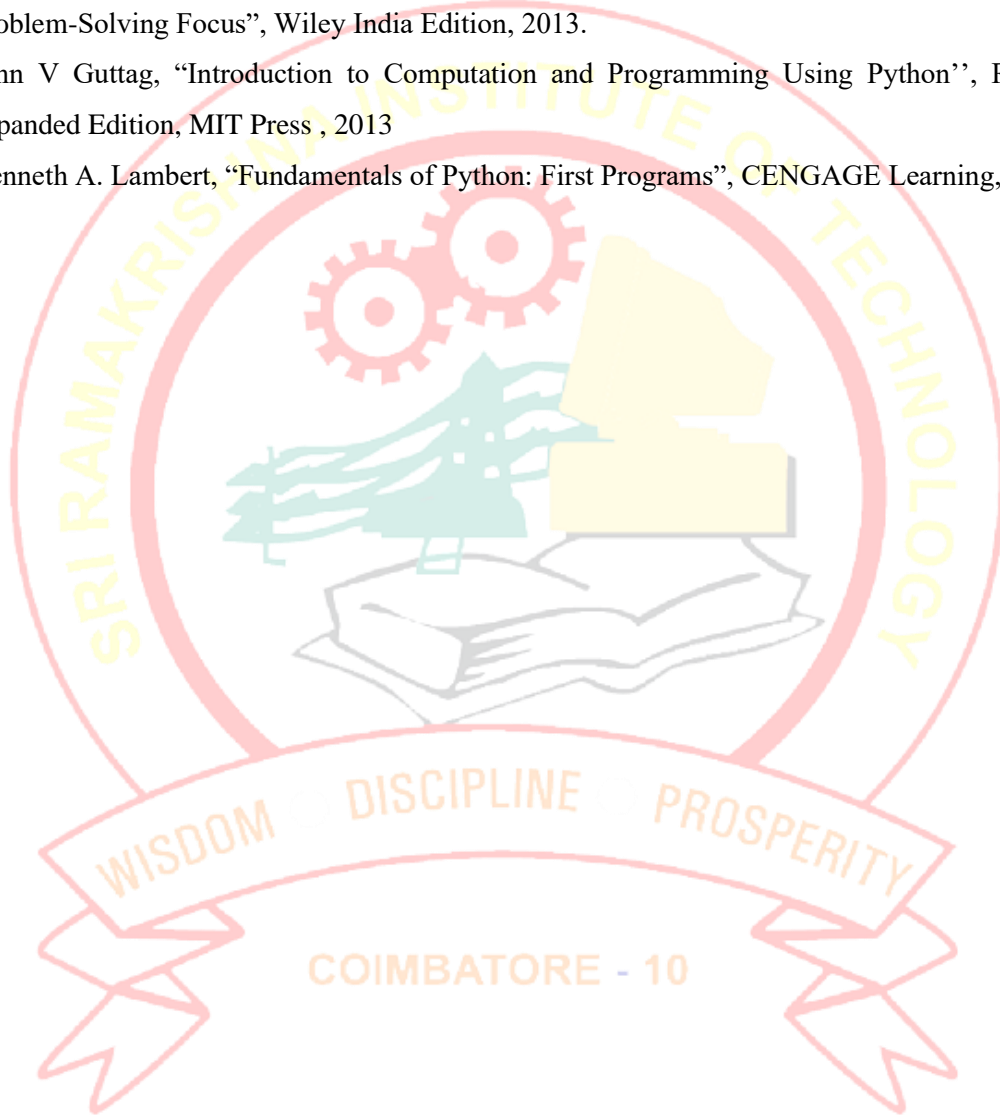 oblem-Solving Focus”, Wiley India Edition, 2013.
nn V Guttag, “Introduction to Computation and Programming Using Python’’,
panded Edition, MIT Press , 2013
enneth A. Lambert, “Fundamentals of Python: First Programs”, CENGAGE Learning,
SRI RAMAKRISHNA INSTITUTE OF TECHNOLOGY
WISDOM DISCIPLINE PROSPERITY
COIMBATORE - 10